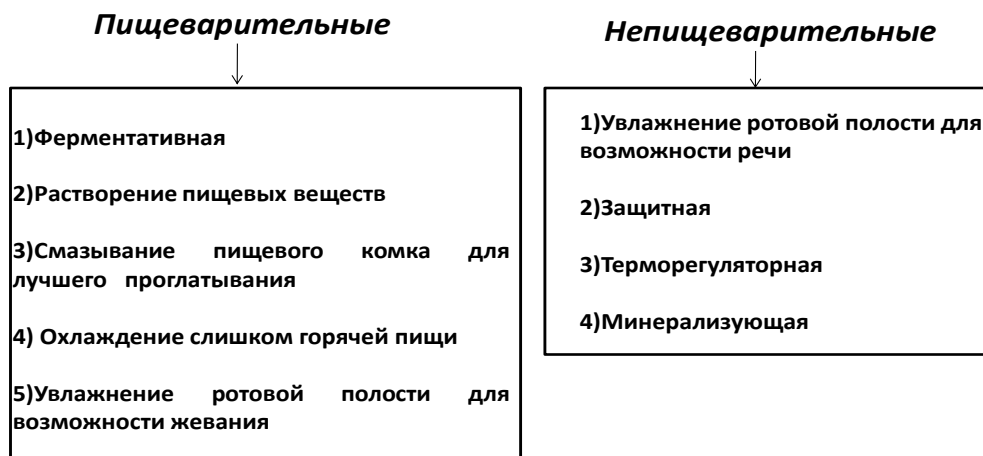 Пищеварительные
1)Ферментативная
2)Растворение пищевых веществ
3)Смазывание пищевого комка для
лучшего проглатывания
4) Охлаждение слишком горячей пищи
5)Увлажнение ротовой полости для
возможности жевания
Непищеварительные
1)Увлажнение ротовой полости для
возможности речи
2)Защитная
3)Терморегуляторная
4)Минерализующая